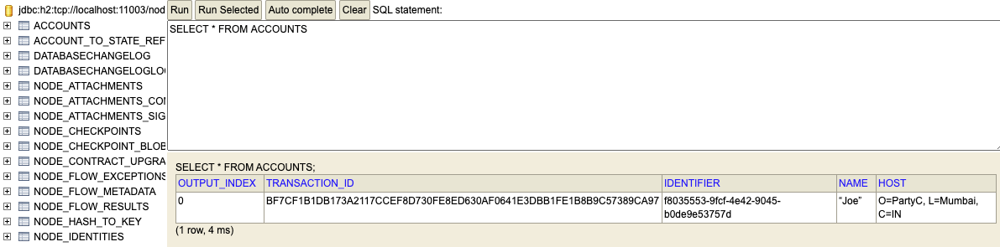 jdbc:h2:tcp://localhost:11003/nod
ACCOUNTS
ACCOUNT_TO_STATE_REF
DATABASECHANGELOG
DATABASECHANGELOGLOC
NODE_ATTACHMENTS
NODE_ATTACHMENTS_CON
NODE_ATTACHMENTS_SIG
NODE_CHECKPOINTS
NODE_CHECKPOINT_BLOB
NODE_CONTRACT_UPGRA
NODE_FLOW_EXCEPTIONS
NODE_FLOW_METADATA
NODE_FLOW_RESULTS
NODE_HASH_TO_KEY
NODE_IDENTITIES
Run Run Selected Auto complete Clear SQL statement:
SELECT * FROM ACCOUNTS
SELECT * FROM ACCOUNTS;
OUTPUT_INDEX TRANSACTION_ID IDENTIFIER NAME HOST
0 BF7CF1B1DB173A2117CCEF8D730FE8ED630AF0641E3DBB1FE1B8B9C57389CA97 f8035553-9fcf-4e42-9045- “Joe” O=PartyC, L=Mumbai,
b0de9e53757d C=IN
(1 row, 4 ms)